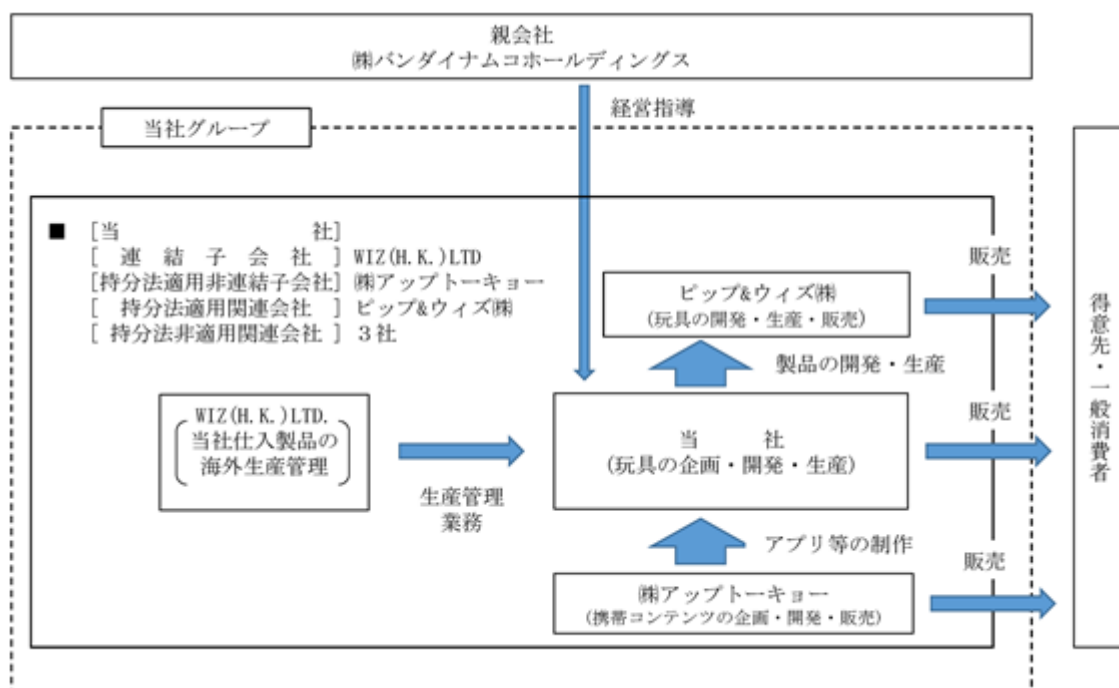 親会社
㈱バンダイナムコホールディングス
経営指導
当社グループ
■ [当 社]
[ 連 結 子 会 社 ] WIZ(H.K.)LTD
[持分法適用非連結子会社] ㈱アップトーキョー
[ 持分法適用関連会社 ] ピップ&ウィズ㈱
[ 持分法非適用関連会社 ] 3社
販売
ピップ&ウィズ㈱
(玩具の開発・生産・販売)
製品の開発・生産
WIZ(H.K.)LTD.
当社仕入製品の
海外生産管理
生産管理
業務
当 社
(玩具の企画・開発・生産)
販売
アプリ等の制作
㈱アップトーキョー
(携帯コンテンツの企画・開発・販売)
販売
得意先・一般消費者